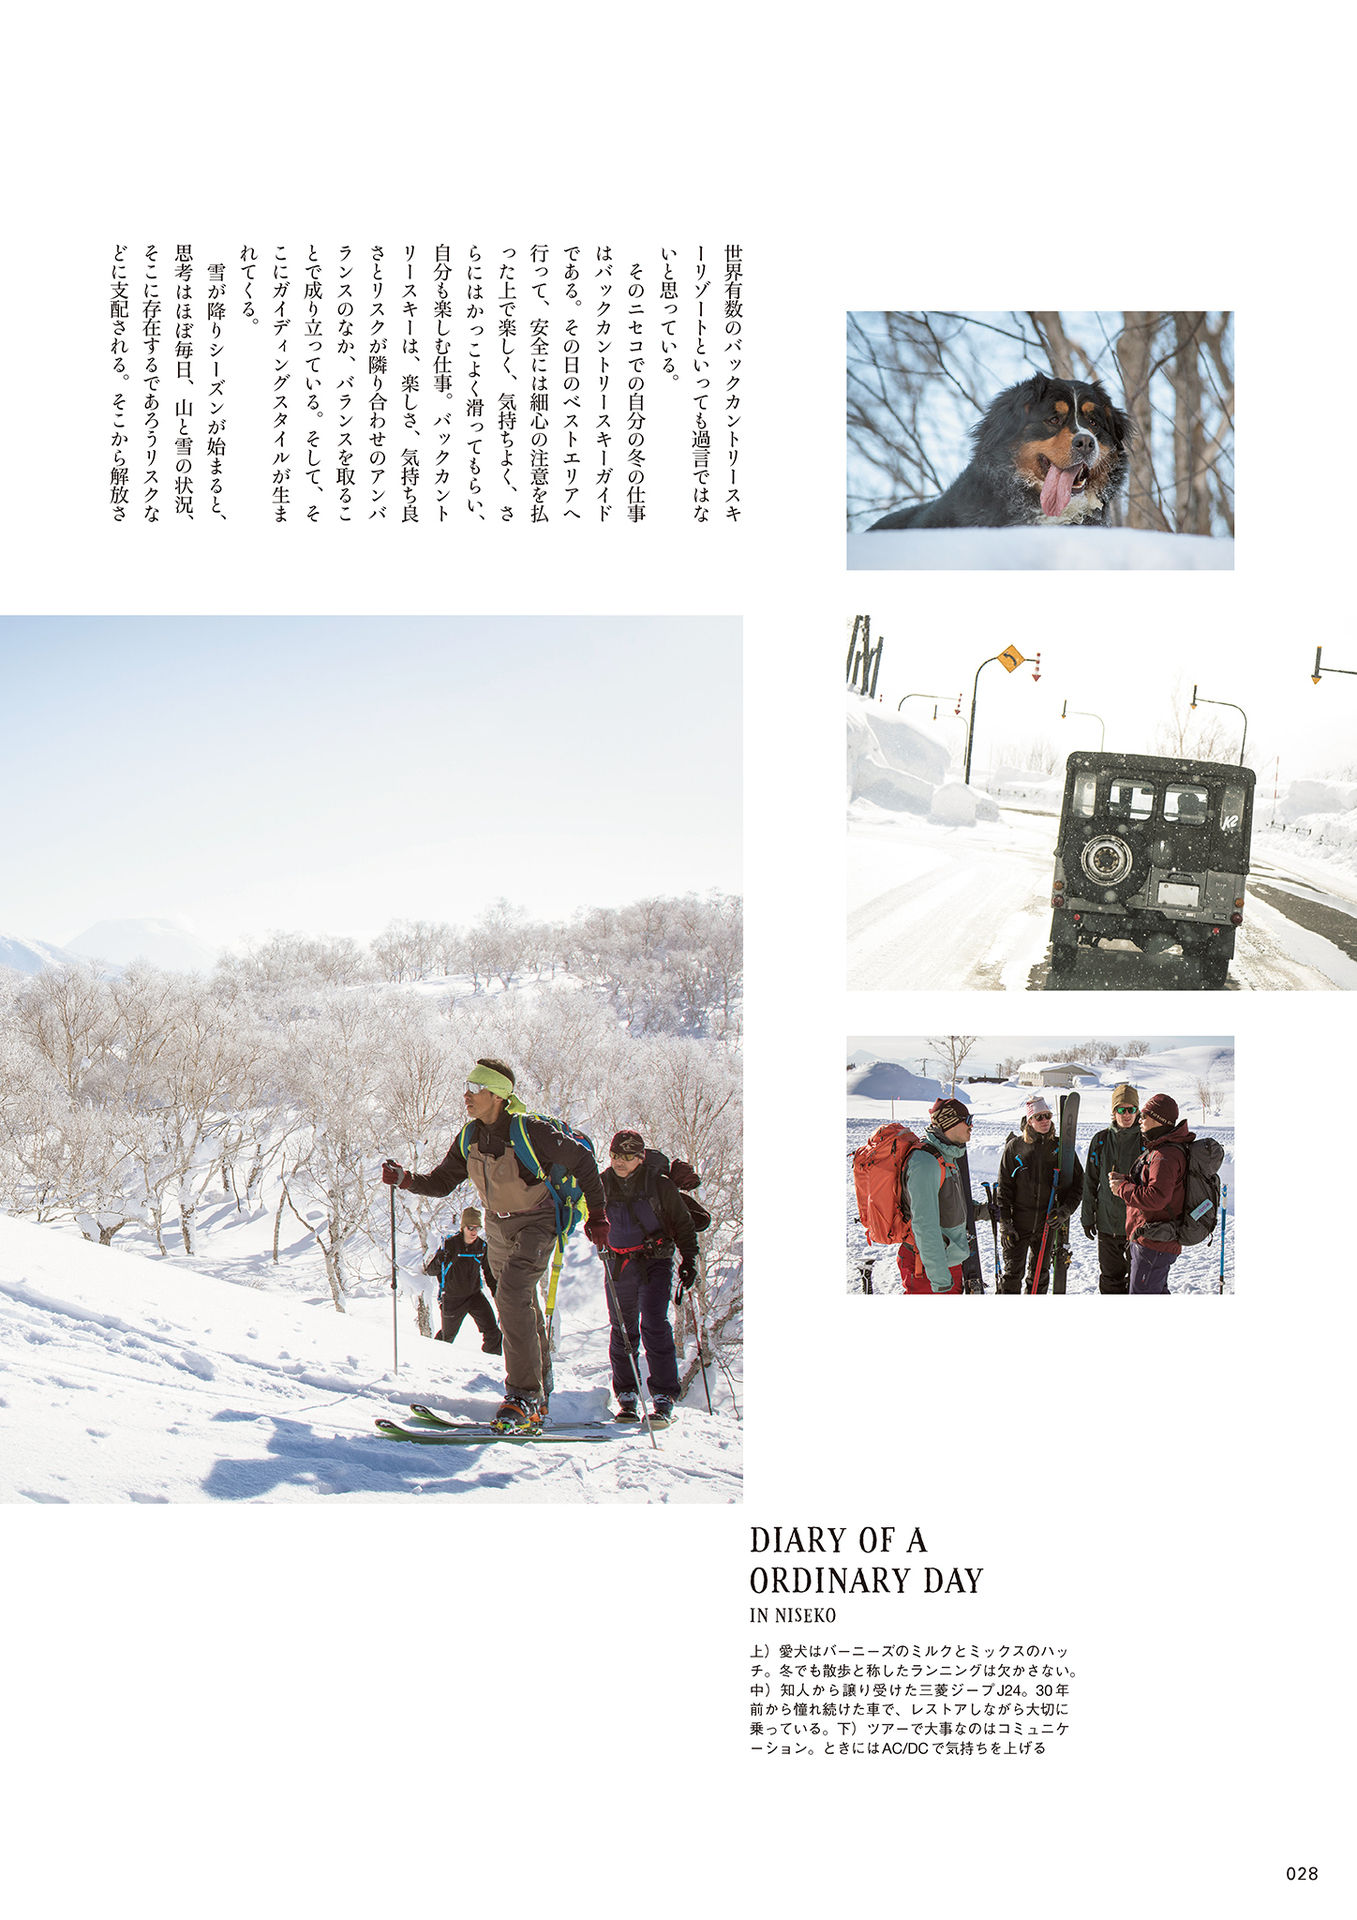 世界有数のバックカントリースキ
ーリゾートといっても過言ではな
いと思っている。
そのニセコでの自分の冬の仕事
はバックカントリースキーガイド
である。その日のベストエリアへ
行って、安全には細心の注意を払
った上で楽しく、気持ちよく、さ
らにはかっこよく滑ってもらい、
自分も楽しむ仕事。バックカント
リースキーは、楽しさ、気持ち良
さとリスクが隣り合わせのアンバ
ランスのなか、バランスを取るこ
とで成り立っている。そして、そ
こにガイディングスタイルが生ま
れてくる。
雪が降りシーズンが始まると、
思考はほぼ毎日、山と雪の状況、
そこに存在するであろうリスクな
どに支配される。そこから解放さ
K2
DIARY OF A
ORDINARY DAY
IN NISEKO
上）愛犬はバーニーズのミルクとミックスのハッ
チ。冬でも散歩と称したランニングは欠かさない。
中）知人から譲り受けた三菱ジープJ24。30年
前から憧れ続けた車で、レストアしながら大切に
乗っている。下）ツアーで大事なのはコミュニケ
ーション。ときにはAC/DCで気持ちを上げる
028